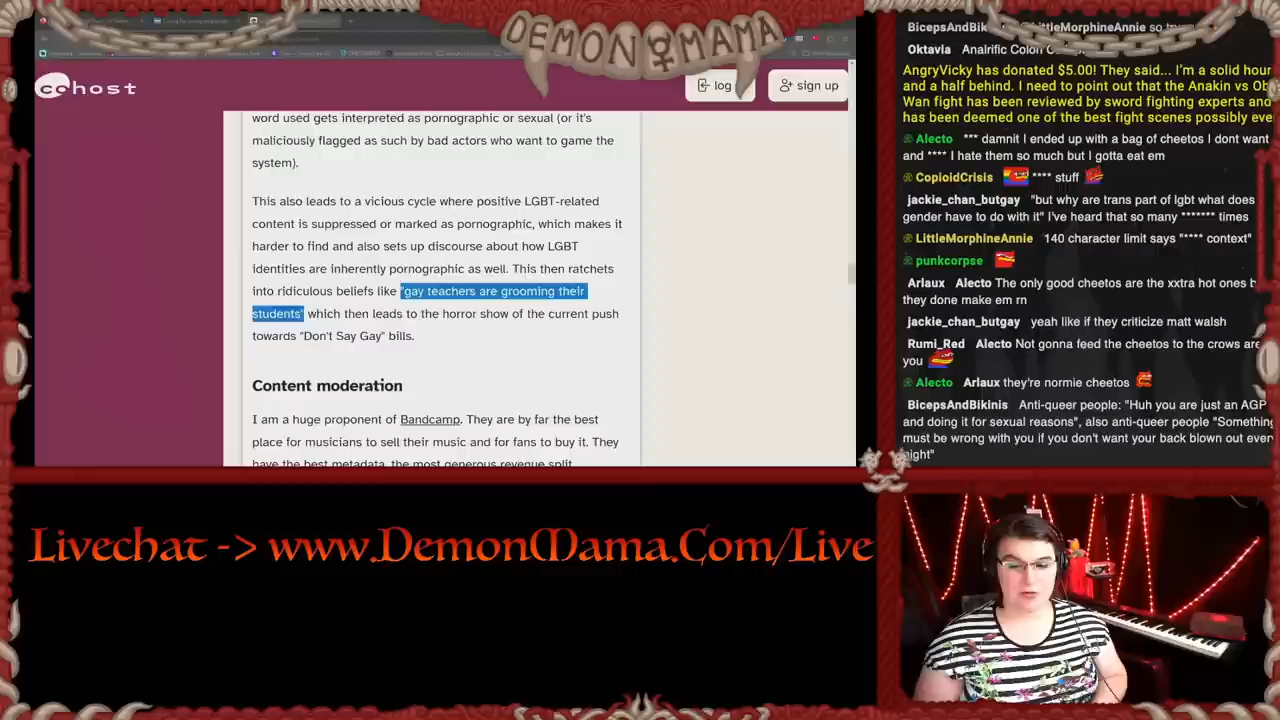 DEMON MAMA
cohost
log
sign up
word used gets interpreted as pornographic or sexual (or it's
maliciously flagged as such by bad actors who want to game the
system).
This also leads to a vicious cycle where positive LGBT-related
content is suppressed or marked as pornographic, which makes it
harder to find and also sets up discourse about how LGBT
identities are inherently pornographic as well. This then ratchets
into ridiculous beliefs like "gay teachers are grooming their
students" which then leads to the horror show of the current push
towards "Don't Say Gay" bills.
Content moderation
I am a huge proponent of Bandcamp. They are by far the best
place for musicians to sell their music and for fans to buy it. They
have the best metadata, the most generous revenue split
Livechat -> www.DemonMama.Com/Live
BicepsAndBik LittleMorphineAnnie so
Oktavia Analrific Colon
AngryVicky has donated $5.00! They said... I'm a solid hour
and a half behind. I need to point out that the Anakin vs Ob
Wan fight has been reviewed by sword fighting experts and
has been deemed one of the best fight scenes possibly eve
Alecto *** damnit I ended up with a bag of cheetos I dont want
and **** I hate them so much but I gotta eat em
CopioidCrisis **** stuff
jackie_chan_butgay "but why are trans part of lgbt what does
gender have to do with it" I've heard that so many ******* times
LittleMorphineAnnie 140 character limit says "**** context"
punkcorpse
Arlaux Alecto The only good cheetos are the xxtra hot ones b
they done make em rn
jackie_chan_butgay yeah like if they criticize matt walsh
Rumi_Red Alecto Not gonna feed the cheetos to the crows are
you
Alecto Arlaux they're normie cheetos
BicepsAndBikinis Anti-queer people: "Huh you are just an AGP
and doing it for sexual reasons", also anti-queer people "Something
must be wrong with you if you don't want your back blown out ever
night"